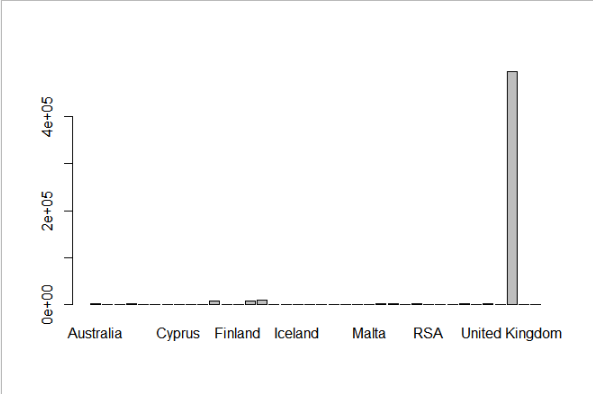 4e+05
2e+05
0e+00
Australia Cyprus Finland Iceland Malta RSA United Kingdom